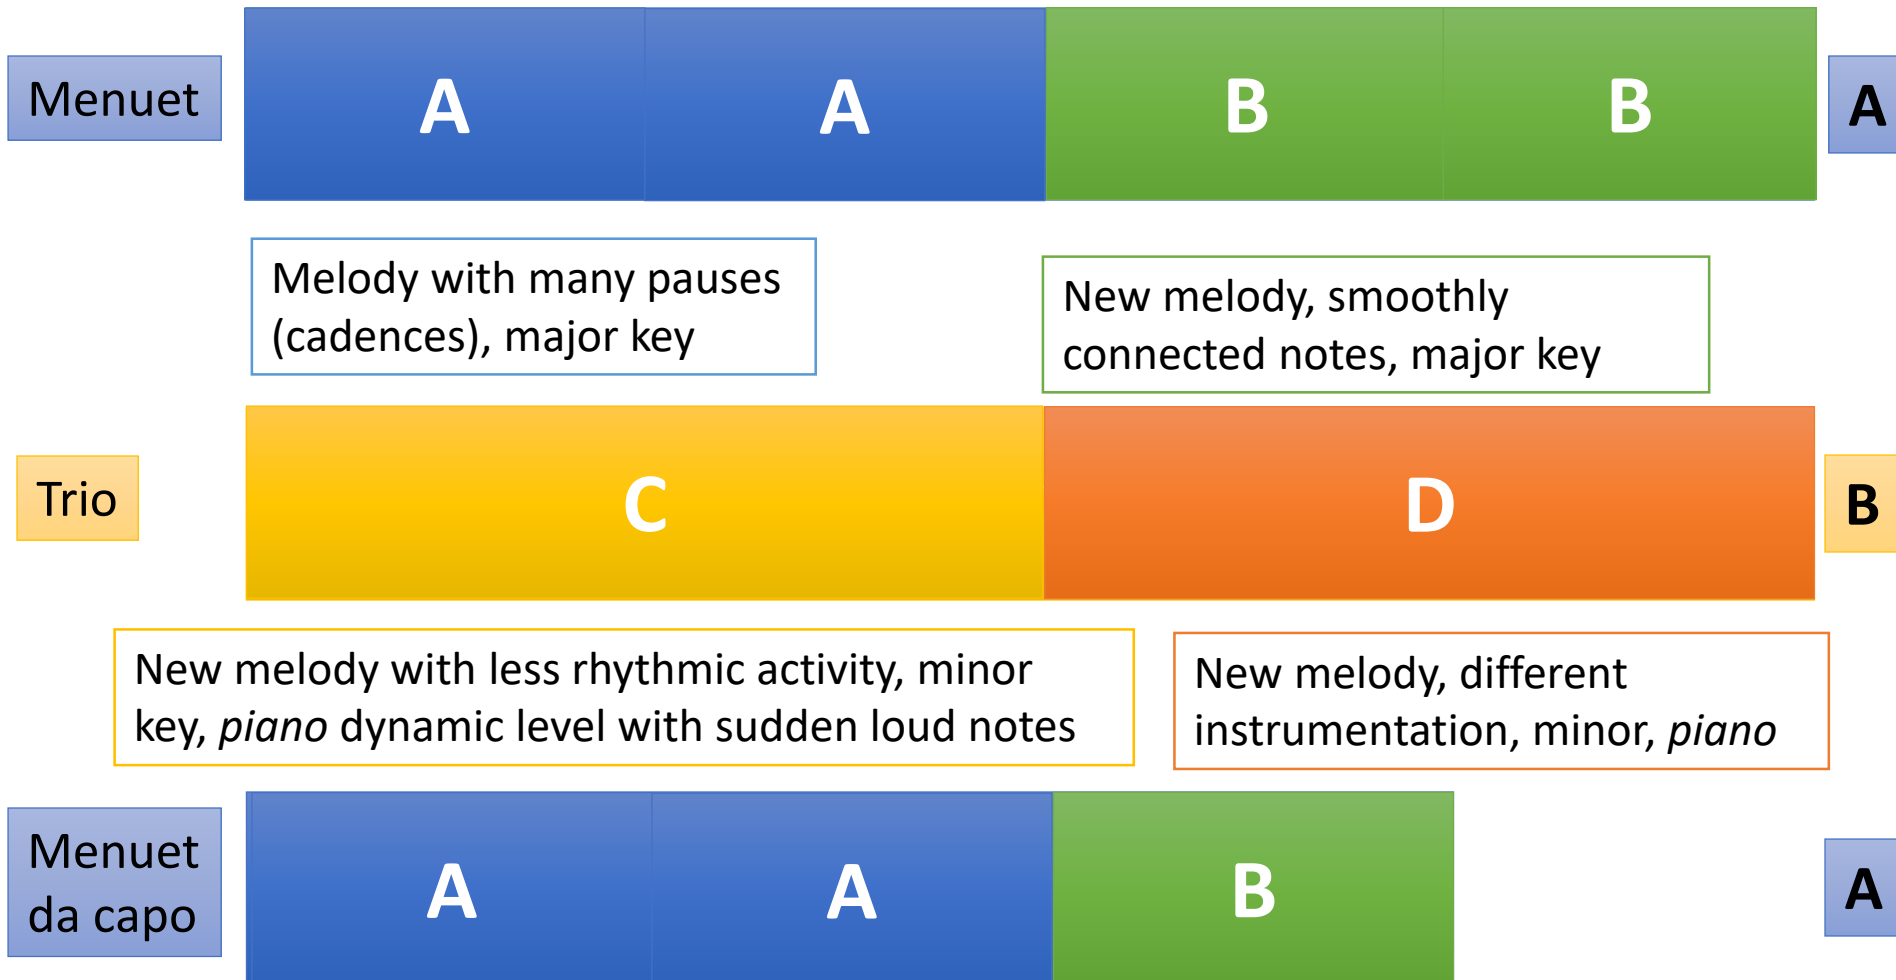 Menuet
A
A
B
B
A
Melody with many pauses
(cadences), major key
New melody, smoothly
connected notes, major key
Trio
C
D
B
New melody with less rhythmic activity, minor
key, piano dynamic level with sudden loud notes
New melody, different
instrumentation, minor, piano
Menuet
da capo
A
A
B
A